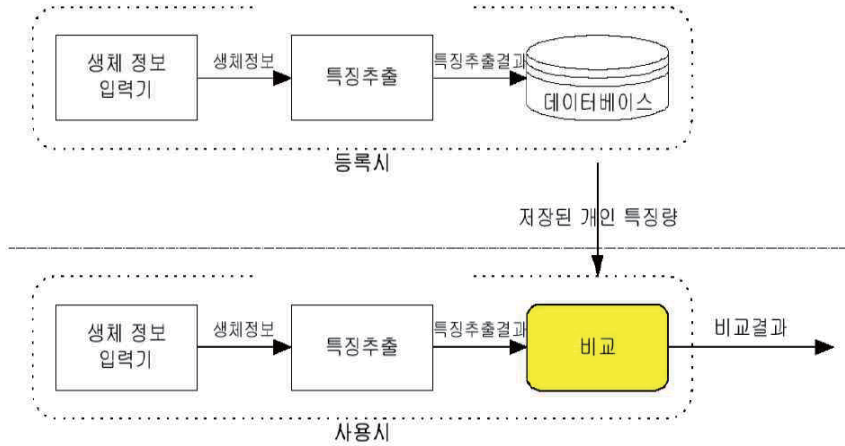 생체 정보
입력기
생체정보
특징추출
특징추출결과
데이터베이스
등록시
저장된 개인 특징량
생체 정보
입력기
생체정보
특징추출
특징추출결과
비교
비교결과
사용시